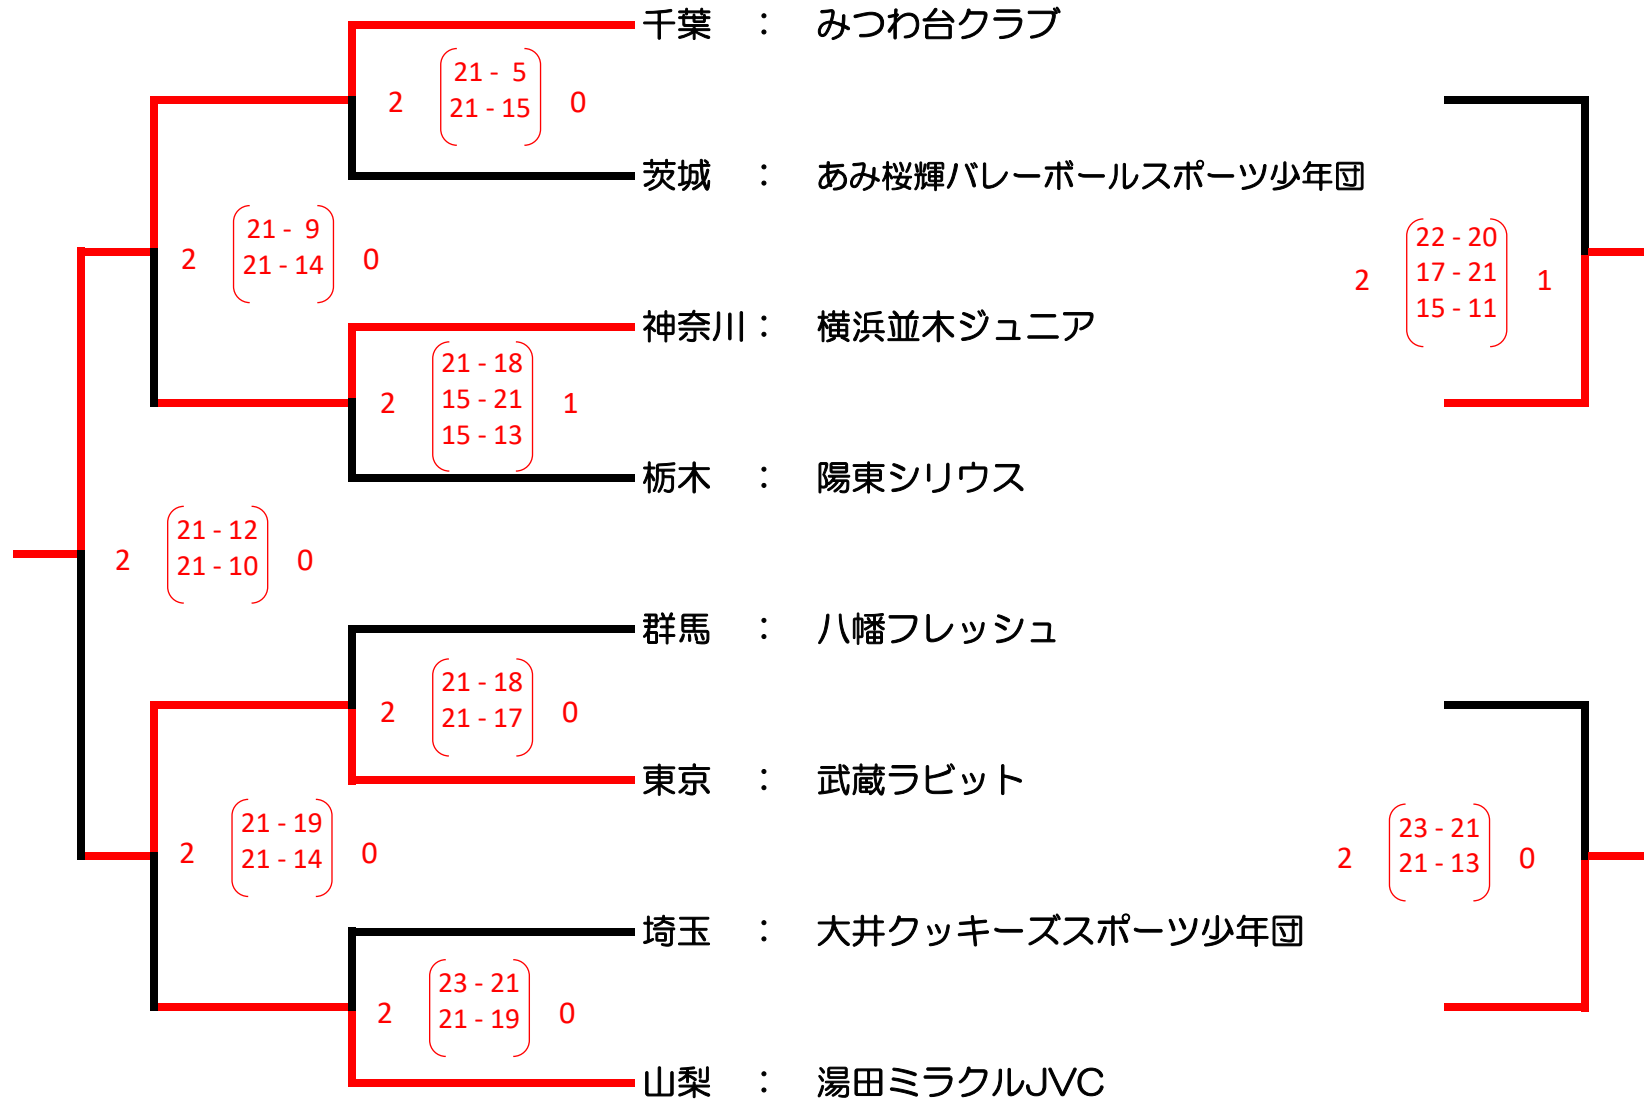 千葉 : みつわ台クラブ
21 - 5
2 21 - 15 0
茨城 : あみ桜輝バレーボールスポーツ少年団
21 - 9
2 21 - 14 0
22 - 20
2 17 - 21 1
15 - 11
神奈川 : 横浜並木ジュニア
21 - 18
2 15 - 21 1
15 - 13
栃木 : 陽東シリウス
21 - 12
2 21 - 10 0
群馬 : 八幡フレッシュ
21 - 18
2 21 - 17 0
東京 : 武蔵ラビット
21 - 19
2 21 - 14 0
23 - 21
2 21 - 13 0
埼玉 : 大井クッキーズスポーツ少年団
23 - 21
2 21 - 19 0
山梨 : 湯田ミラクルJVC